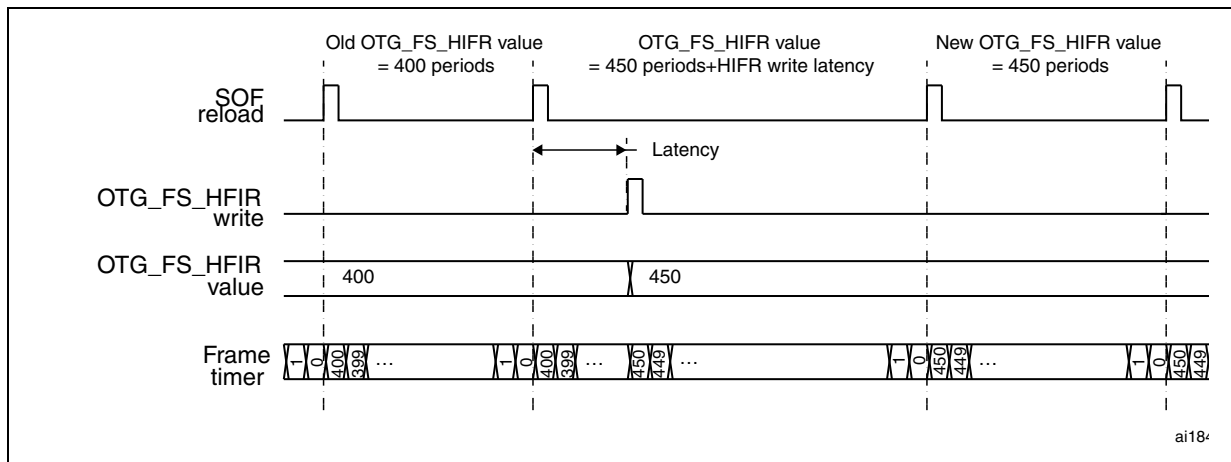 Old OTG_FS_HIFR value
= 400 periods
OTG_FS_HIFR value
= 450 periods+HIFR write latency
New OTG_FS_HIFR value
= 450 periods
SOF
reload
Latency
OTG_FS_HFIR
write
OTG_FS_HFIR
value
400
450
Frame
timer
1 0 400 399 ... 1 0 400 399 ... 450 449 ... 1 0 450 449 ... 1 0 450 449
ai184